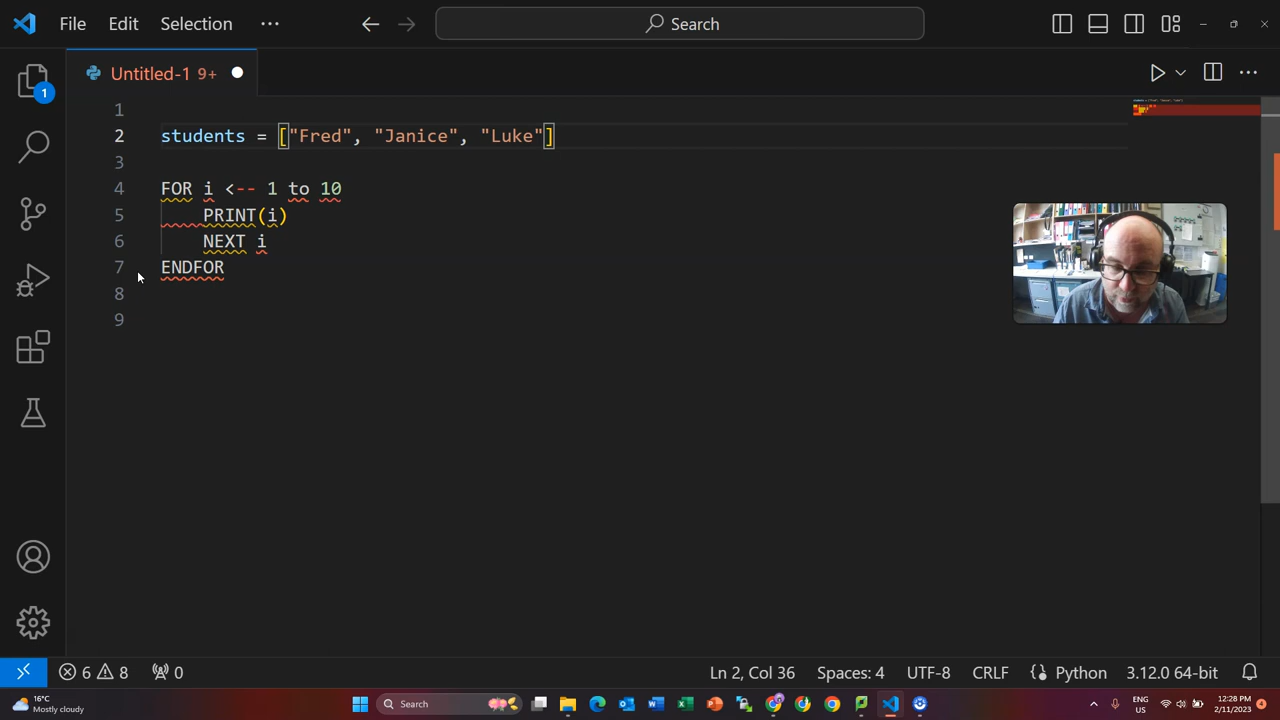 File Edit Selection ··· Search
1
Untitled-1 9+
1
2 students = ["Fred", "Janice", "Luke"]
3
4 FOR i <-- 1 to 10
5 PRINT(i)
6 NEXT i
7 ENDFOR
8
9
6 8 0 Ln 2, Col 36 Spaces: 4 UTF-8 CRLF Python 3.12.0 64-bit
16°C
Mostly cloudy
Search
ENG
US
12:28 PM
2/11/2023